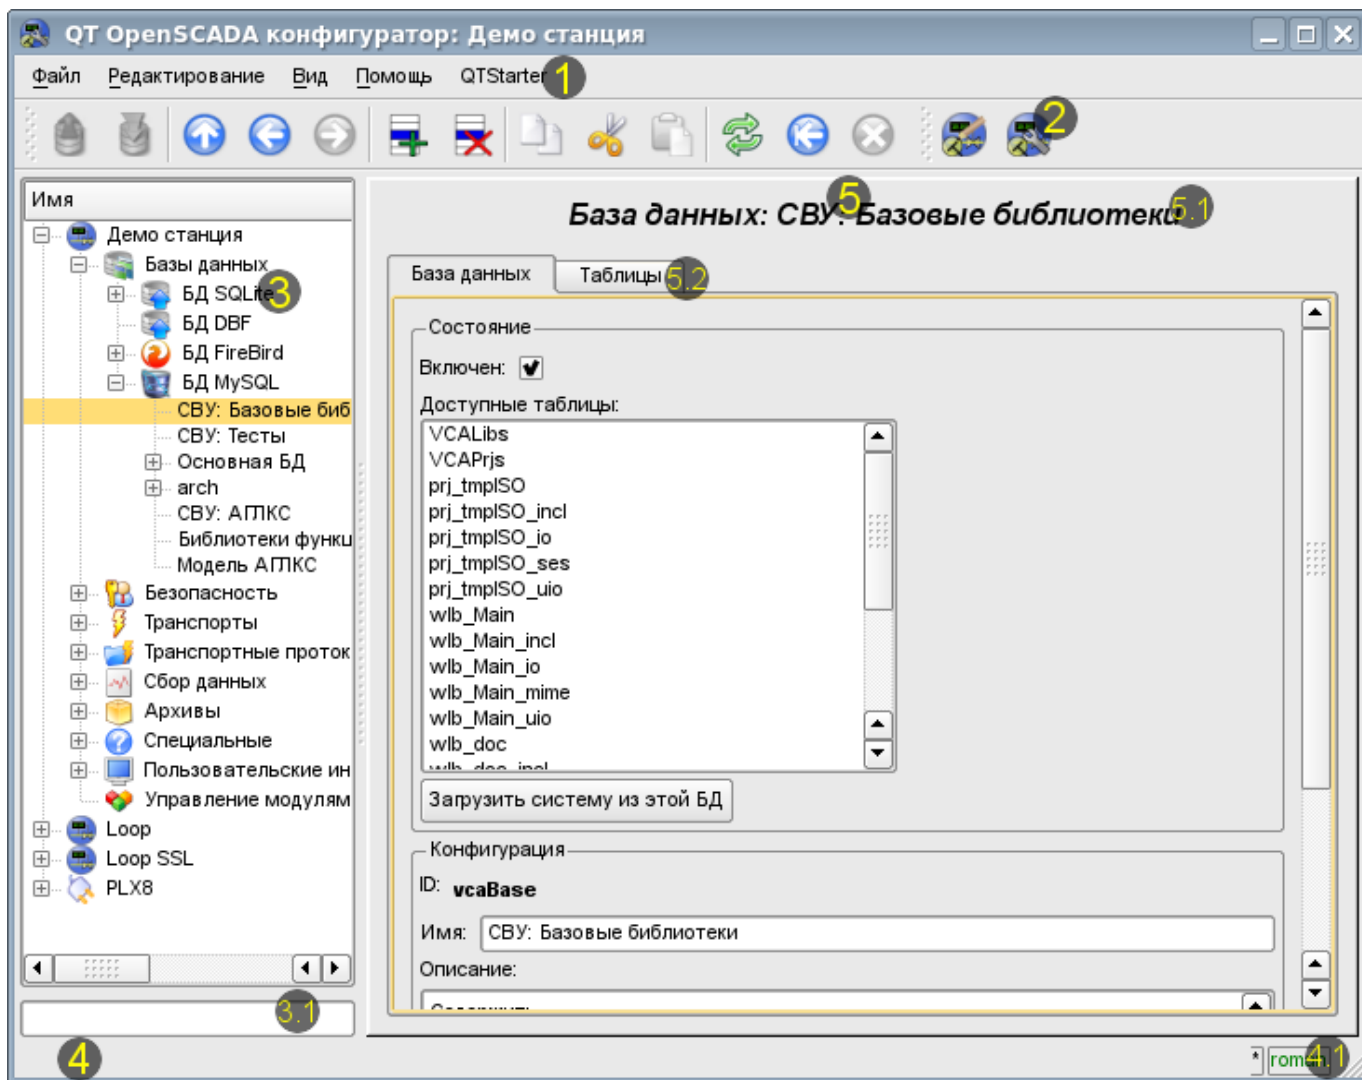 QT OpenSCADA конфигуратор: Демо станция
Файл Редактирование Вид Помощь QTStarter 1
2
Имя
Демо станция
Базы данных
БД SQLite 3
БД DBF
БД FireBird
БД MySQL
СВУ: Базовые биб
СВУ: Тесты
Основная БД
arch
СВУ: АГЛКС
Библиотеки функц
Модель АГЛКС
Безопасность
Транспорты
Транспортные проток
Сбор данных
Архивы
Специальные
Пользовательские ин
Управление модулям
Loop
Loop SSL
PLX8
3.1
4
5
База данных: СВУ: Базовые библиотеки 5.1
База данных Таблицы 5.2
Состояние
Включен:
Доступные таблицы:
VCALibs
VCAPrjs
prj_tmplSO
prj_tmplSO_incl
prj_tmplSO_io
prj_tmplSO_ses
prj_tmplSO_uio
wlb_Main
wlb_Main_incl
wlb_Main_io
wlb_Main_mime
wlb_Main_uio
wlb_doc
wlb_doc_incl
Загрузить систему из этой БД
Конфигурация
ID: vcaBase
Имя: СВУ: Базовые библиотеки
Описание:
* roman 4.1